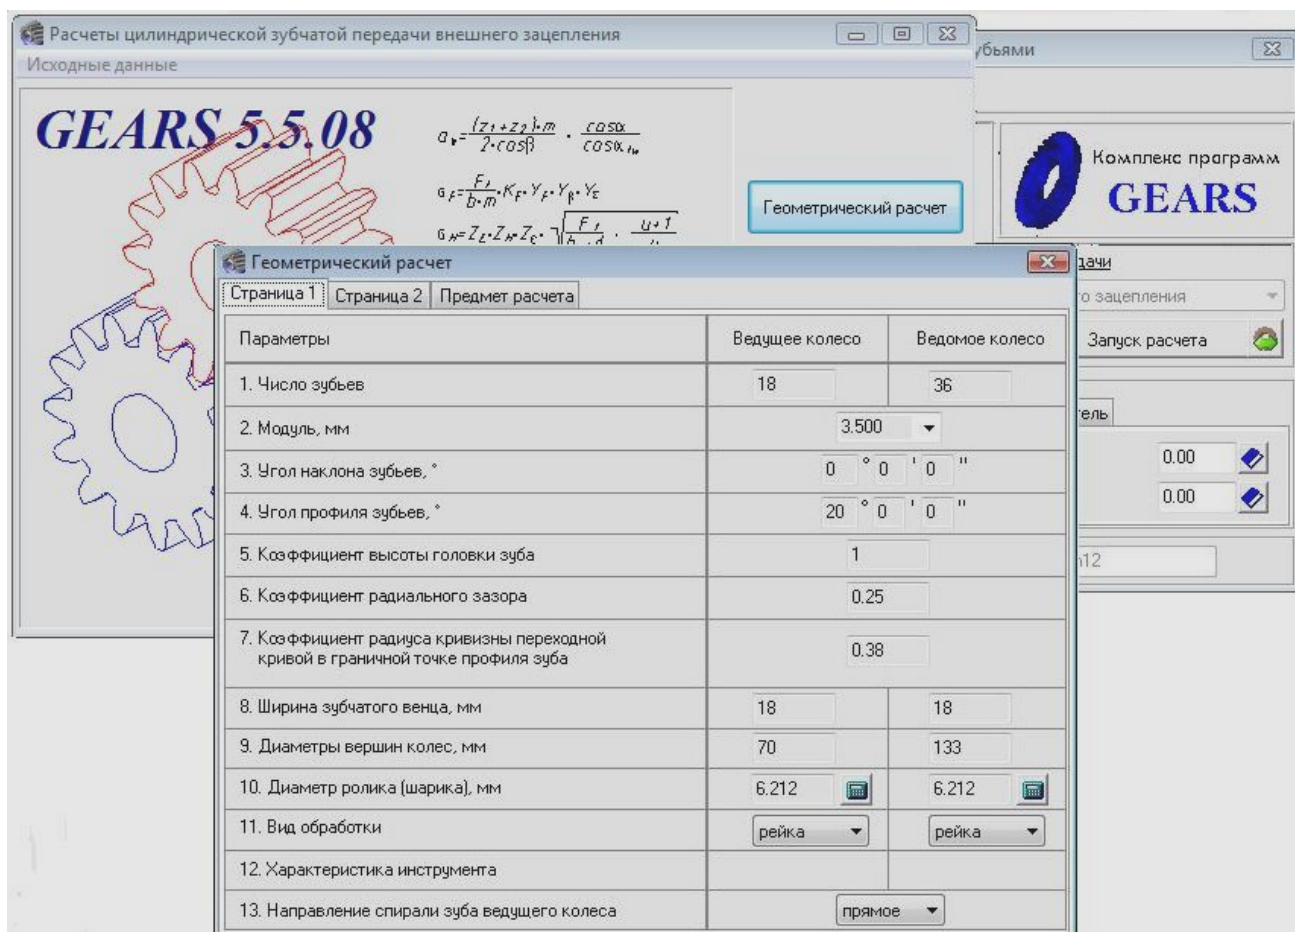 Расчеты цилиндрической зубчатой передачи внешнего зацепления
убьями
Исходные данные
GEARS 5.5.08
Геометрический расчет
Комплекс программ
GEARS
дачи
о зацепления
Запуск расчета
ель
0.00
0.00
m12
Геометрический расчет
Страница 1 Страница 2 Предмет расчета
Параметры Ведущее колесо Ведомое колесо
1. Число зубьев 18 36
2. Модуль, мм 3.500
3. Угол наклона зубьев, ° 0 ° 0 ' 0 "
4. Угол профиля зубьев, ° 20 ° 0 ' 0 "
5. Коэффициент высоты головки зуба 1
6. Коэффициент радиального зазора 0.25
7. Коэффициент радиуса кривизны переходной
кривой в граничной точке профиля зуба 0.38
8. Ширина зубчатого венца, мм 18 18
9. Диаметры вершин колес, мм 70 133
10. Диаметр ролика (шарика), мм 6.212 6.212
11. Вид обработки рейка рейка
12. Характеристика инструмента
13. Направление спирали зуба ведущего колеса прямое